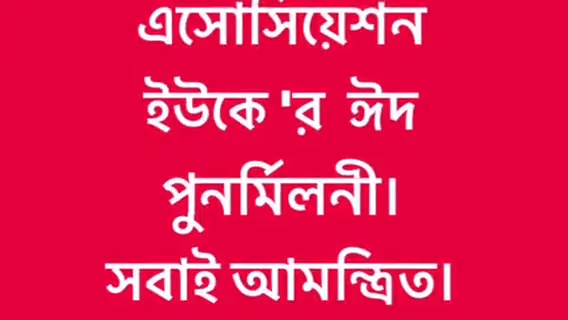 এসোসিয়েশন
ইউকে 'র ঈদ
পুনর্মিলনী।
সবাই আমন্ত্রিত।